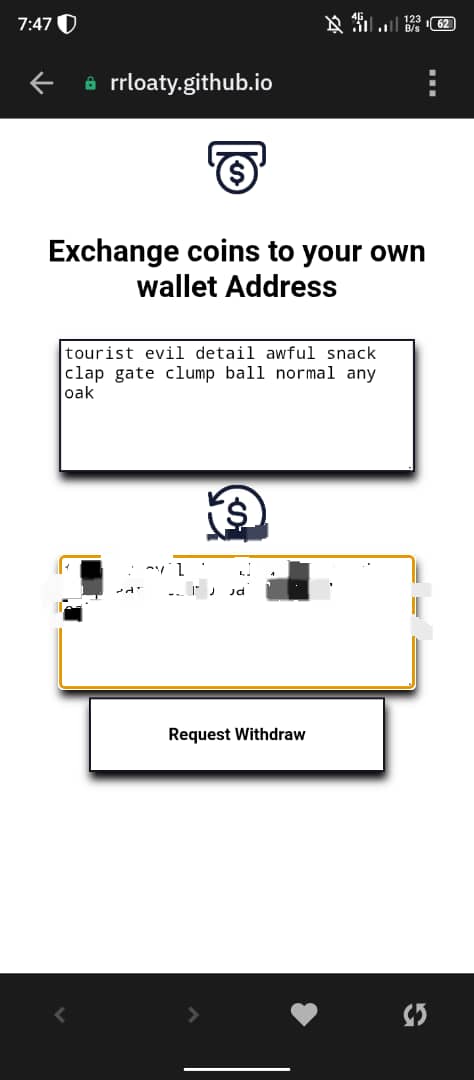 7:47
4G
123
B/s
62
rrloaty.github.io
Exchange coins to your own
wallet Address
tourist evil detail awful snack
clap gate clump ball normal any
oak
Request Withdraw